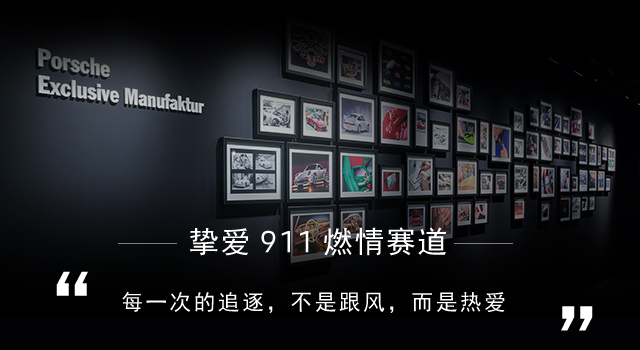 Porsche
Exclusive Manufaktur
挚爱 911 燃情赛道
“
每一次的追逐，不是跟风，而是热爱
”